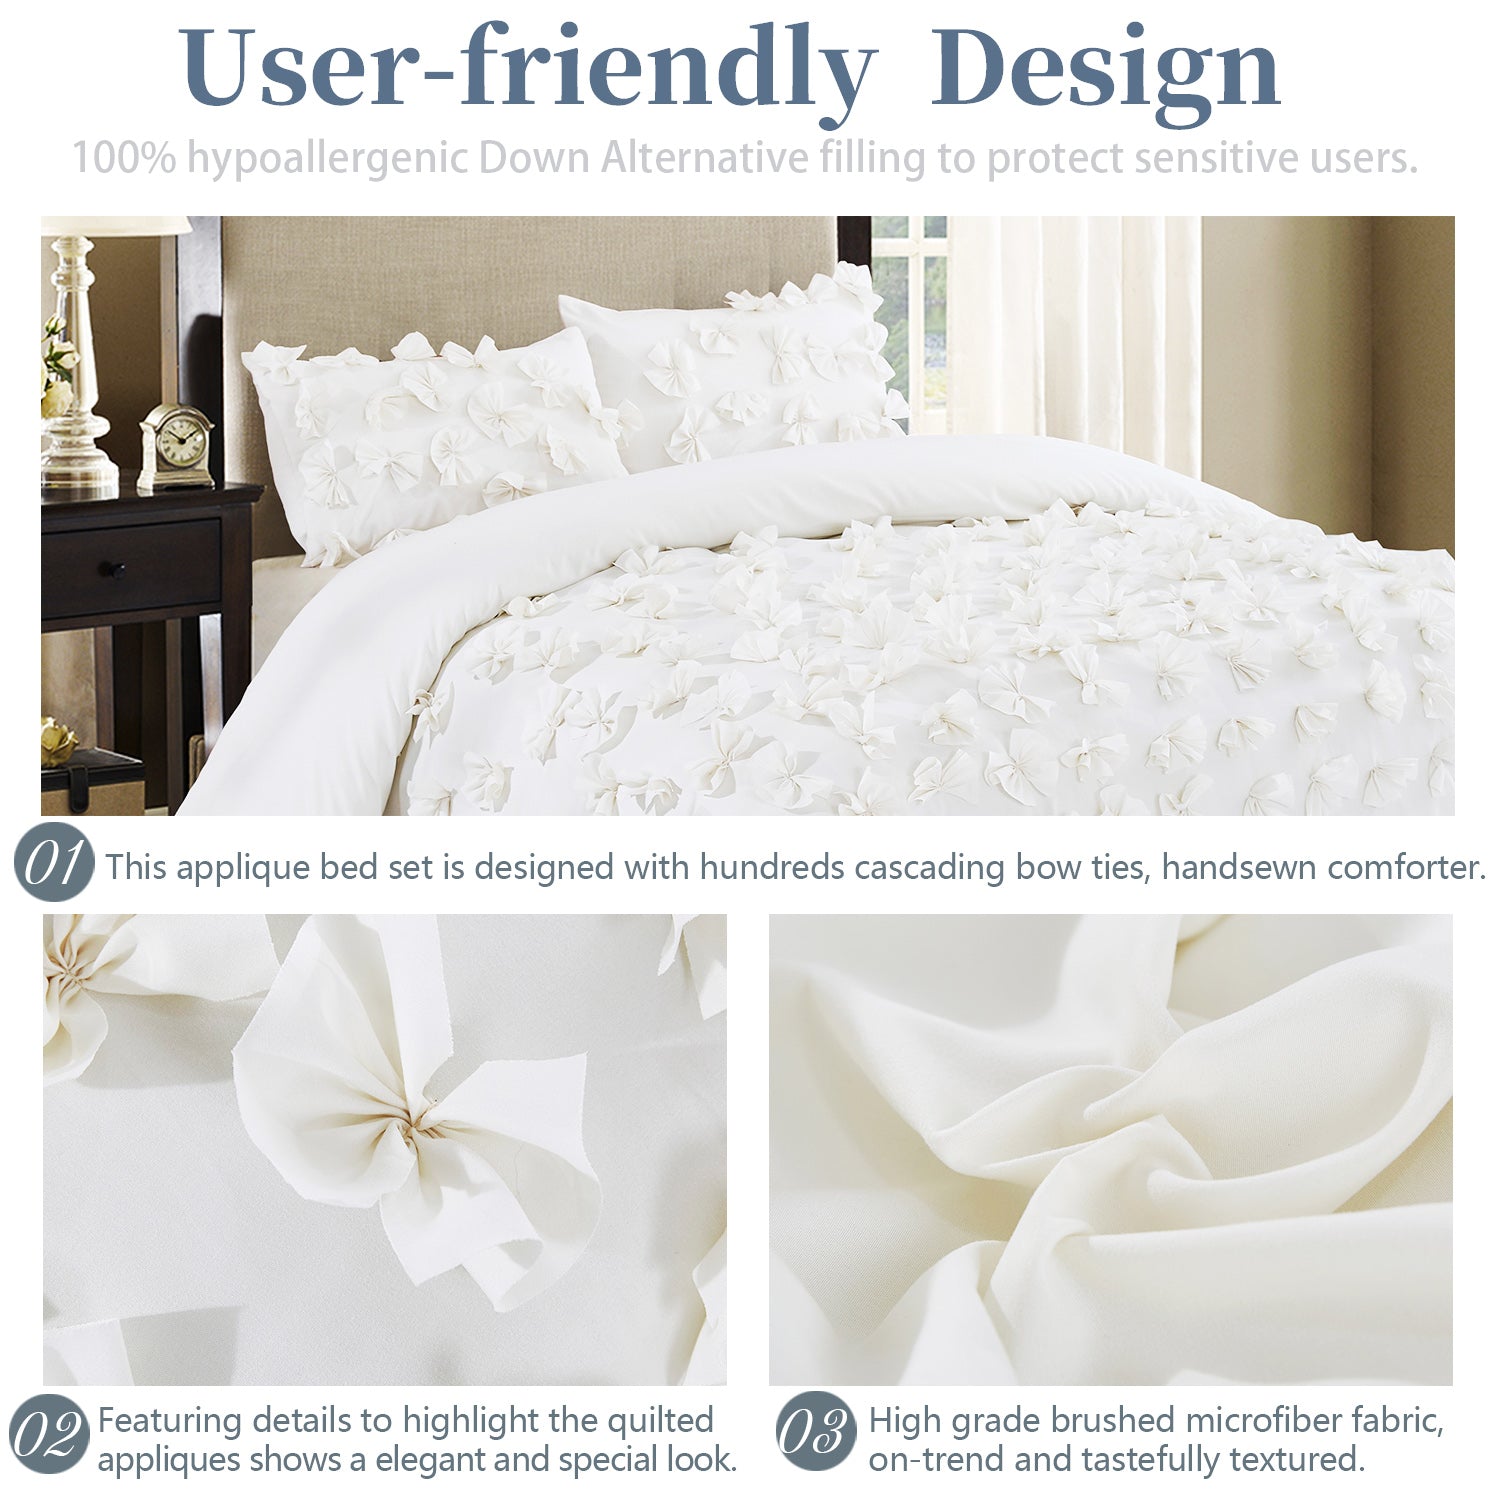 User-friendly Design
100% hypoallergenic Down Alternative filling to protect sensitive users.
01 This applique bed set is designed with hundreds cascading bow ties, handsewn comforter.
02 Featuring details to highlight the quilted
appliques shows a elegant and special look.
03 High grade brushed microfiber fabric,
on-trend and tastefully textured.